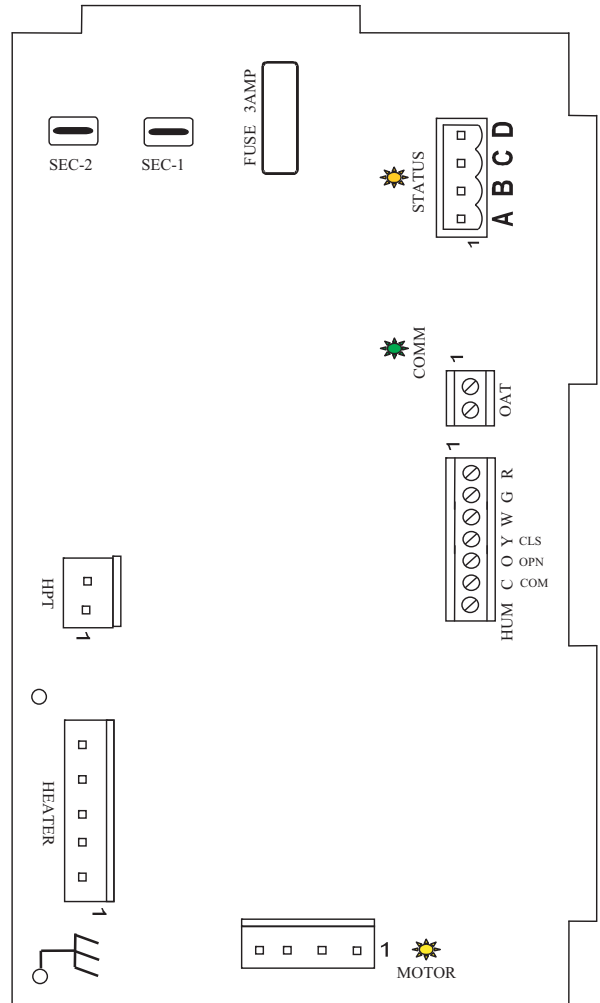 SEC-2
SEC-1
FUSE 3AMP
STATUS
A B C D
1
COMM
1
OAT
1
HUM C O Y W G R
CLS
OPN
COM
HPT
1
HEATER
1
1
MOTOR